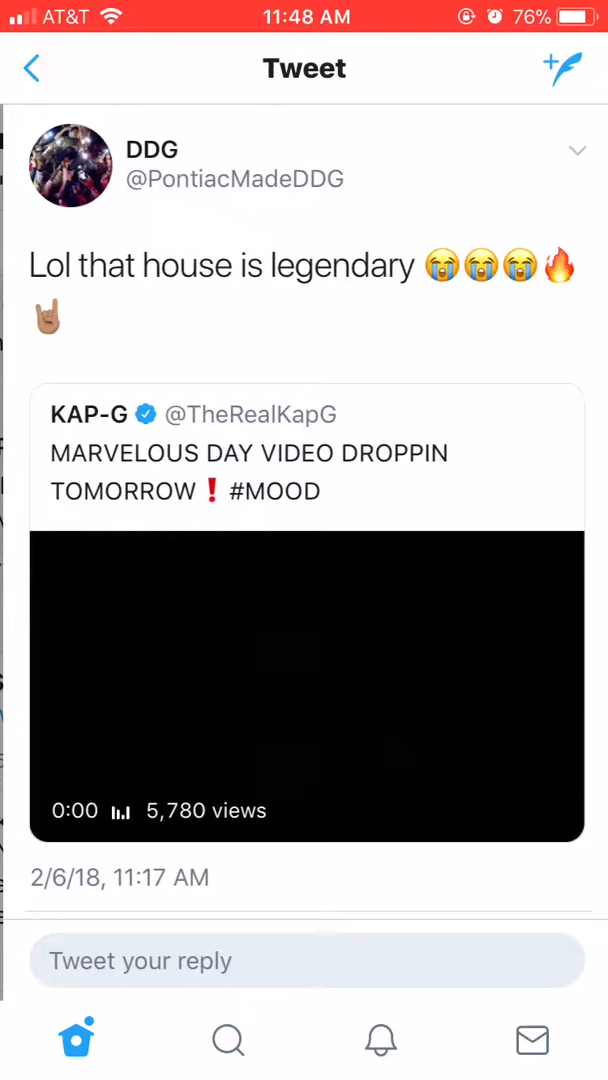 AT&T 11:48 AM 76%
Tweet
DDG
@PontiacMadeDDG
Lol that house is legendary 😭😭😭🔥
🤘🏽
KAP-G @TheRealKapG
MARVELOUS DAY VIDEO DROPPIN
TOMORROW❗ #MOOD
0:00 5,780 views
2/6/18, 11:17 AM
Tweet your reply